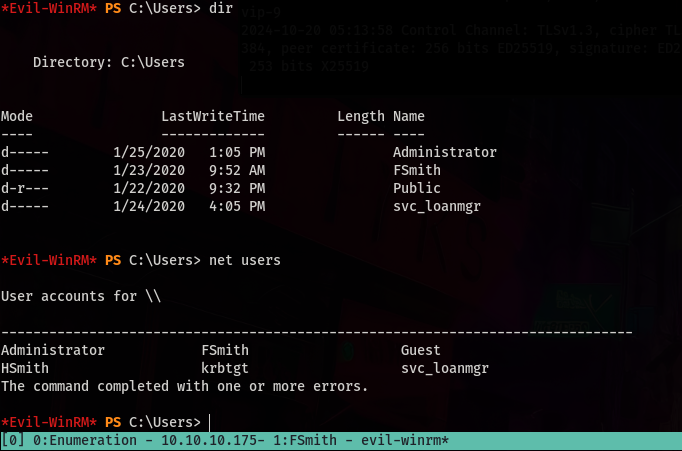 *Evil-WinRM* PS C:\Users> dir
vip-9
2024-10-20 05:13:58 Control Channel: TLSv1.3, cipher TL
384, peer certificate: 256 bits ED25519, signature: ED2
253 bits X25519
Directory: C:\Users
Mode LastWriteTime Length Name
---- ------------- ------ ----
d----- 1/25/2020 1:05 PM Administrator
d----- 1/23/2020 9:52 AM FSmith
d-r--- 1/22/2020 9:32 PM Public
d----- 1/24/2020 4:05 PM svc_loanmgr
*Evil-WinRM* PS C:\Users> net users
User accounts for \\
-------------------------------------------------------------------------------
Administrator FSmith Guest
HSmith krbtgt svc_loanmgr
The command completed with one or more errors.
*Evil-WinRM* PS C:\Users>
[0] 0:Enumeration - 10.10.10.175- 1:FSmith - evil-winrm*